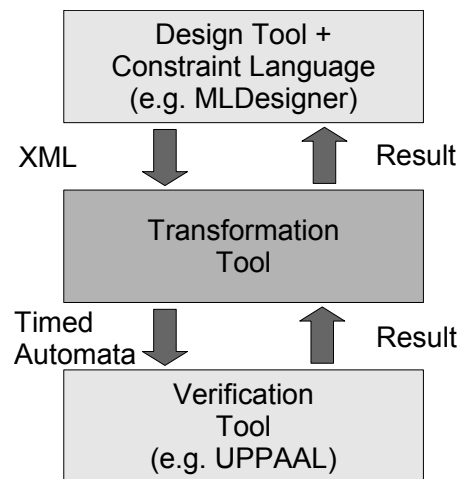 Design Tool +
Constraint Language
(e.g. MLDesigner)
XML
Result
Transformation
Tool
Timed
Automata
Result
Verification
Tool
(e.g. UPPAAL)